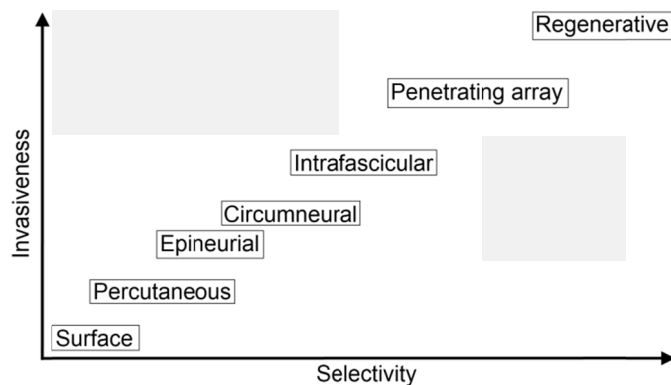 Regenerative
Penetrating array
Intrafascicular
Circumneural
Epineurial
Percutaneous
Surface
Invasiveness
Selectivity